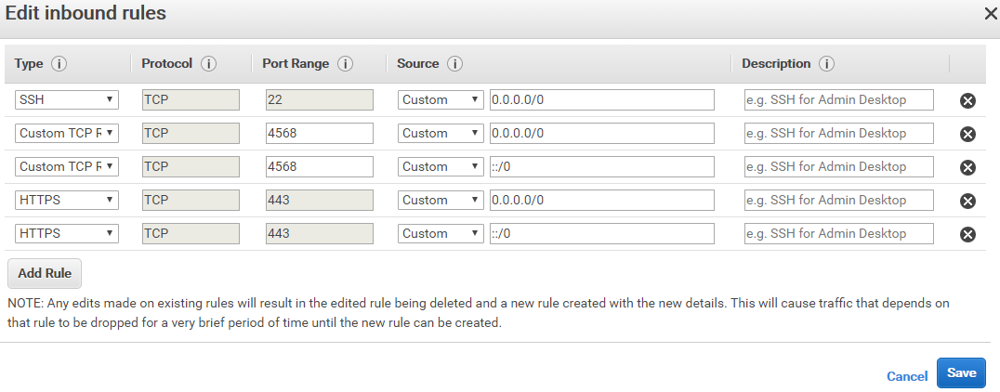 Edit inbound rules
Type i Protocol i Port Range i Source i Description i
SSH TCP 22 Custom 0.0.0.0/0 e.g. SSH for Admin Desktop
Custom TCP R TCP 4568 Custom 0.0.0.0/0 e.g. SSH for Admin Desktop
Custom TCP R TCP 4568 Custom ::/0 e.g. SSH for Admin Desktop
HTTPS TCP 443 Custom 0.0.0.0/0 e.g. SSH for Admin Desktop
HTTPS TCP 443 Custom ::/0 e.g. SSH for Admin Desktop
Add Rule
NOTE: Any edits made on existing rules will result in the edited rule being deleted and a new rule created with the new details. This will cause traffic that depends on
that rule to be dropped for a very brief period of time until the new rule can be created.
Cancel Save